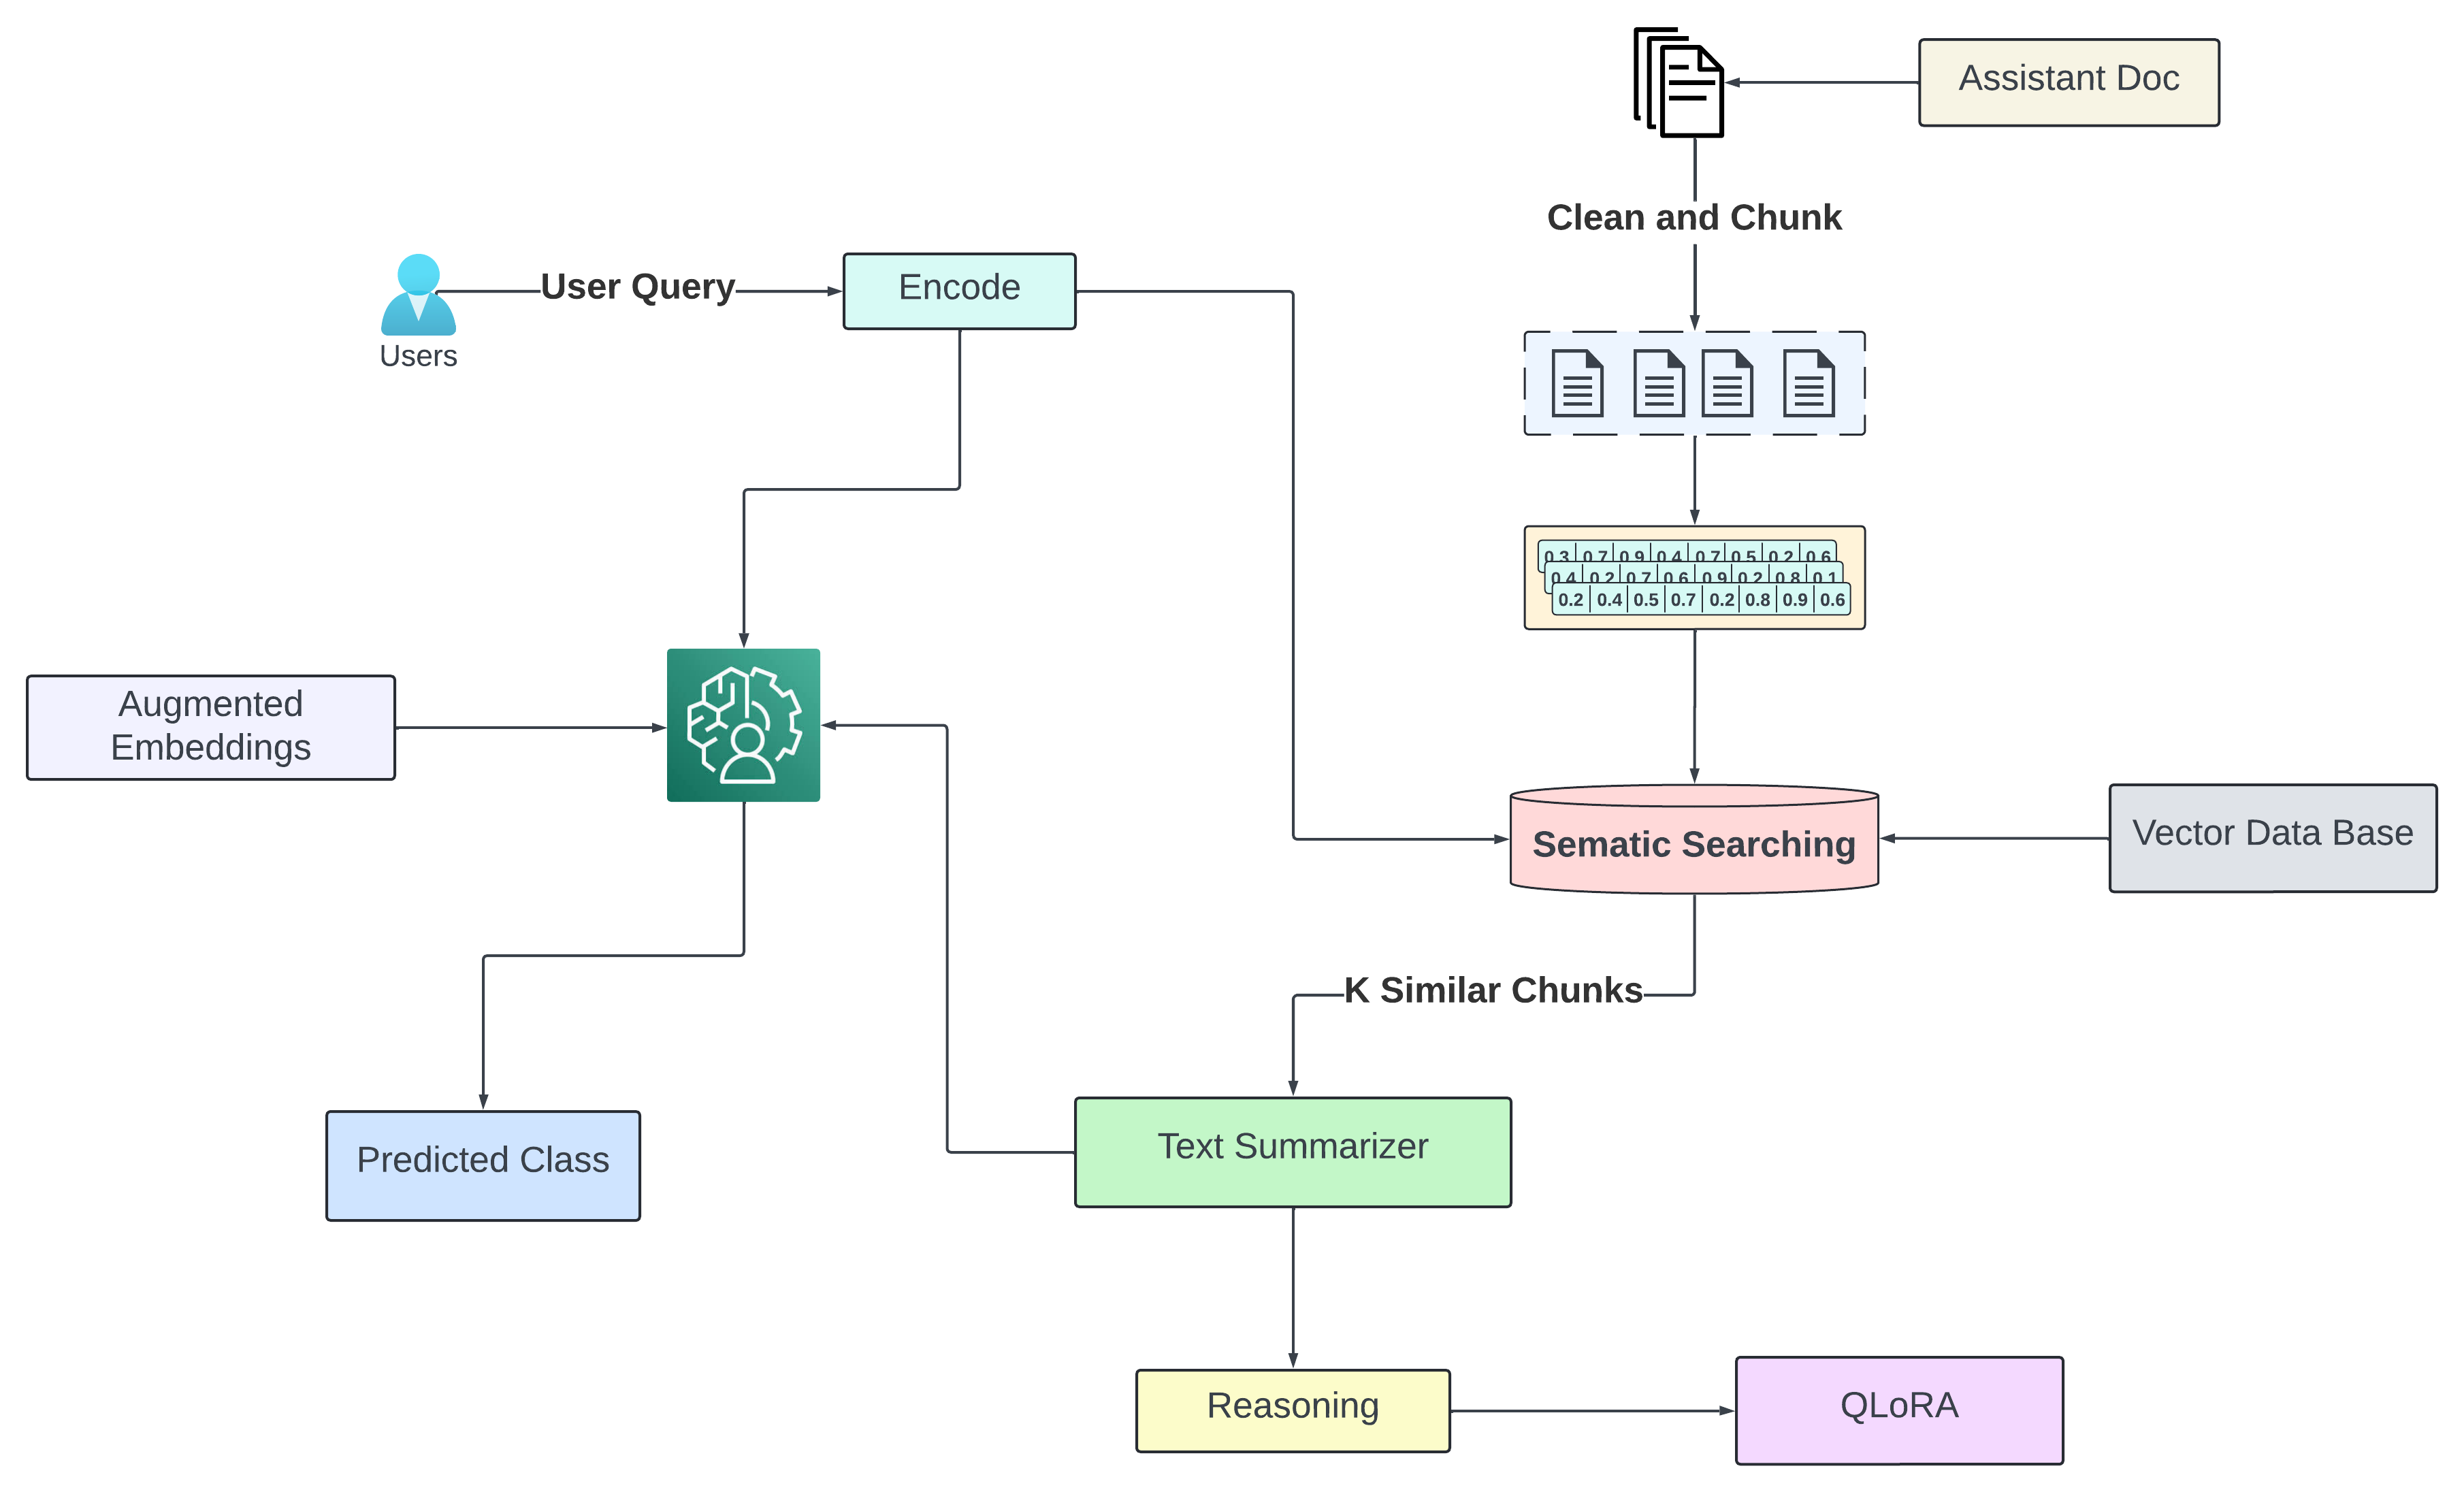 Assistant Doc
Clean and Chunk
User Query
Encode
Users
0.3 0.7 0.9 0.4 0.7 0.5 0.2 0.6
0.4 0.2 0.7 0.6 0.9 0.2 0.8 0.1
0.2 0.4 0.5 0.7 0.2 0.8 0.9 0.6
Augmented
Embeddings
Sematic Searching
Vector Data Base
K Similar Chunks
Text Summarizer
Predicted Class
Reasoning
QLoRA